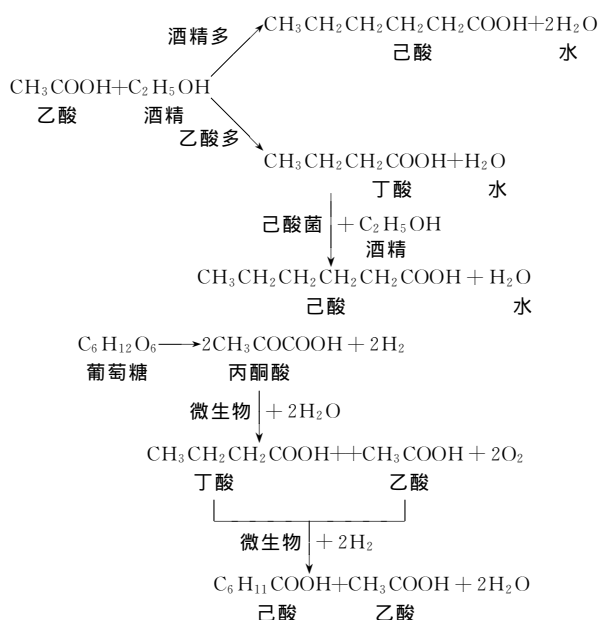 酒精多
CH₃CH₂CH₂CH₂CH₂COOH+2H₂O
己酸 水
CH₃COOH+C₂H₅OH
乙酸 酒精
乙酸多
CH₃CH₂CH₂COOH+H₂O
丁酸 水
己酸菌 +C₂H₅OH
酒精
CH₃CH₂CH₂CH₂CH₂COOH+H₂O
己酸 水
C₆H₁₂O₆→2CH₃COCOOH+2H₂
葡萄糖 丙酮酸
微生物 +2H₂O
CH₃CH₂CH₂COOH++CH₃COOH+2O₂
丁酸 乙酸
微生物 +2H₂
C₆H₁₁COOH+CH₃COOH+2H₂O
己酸 乙酸